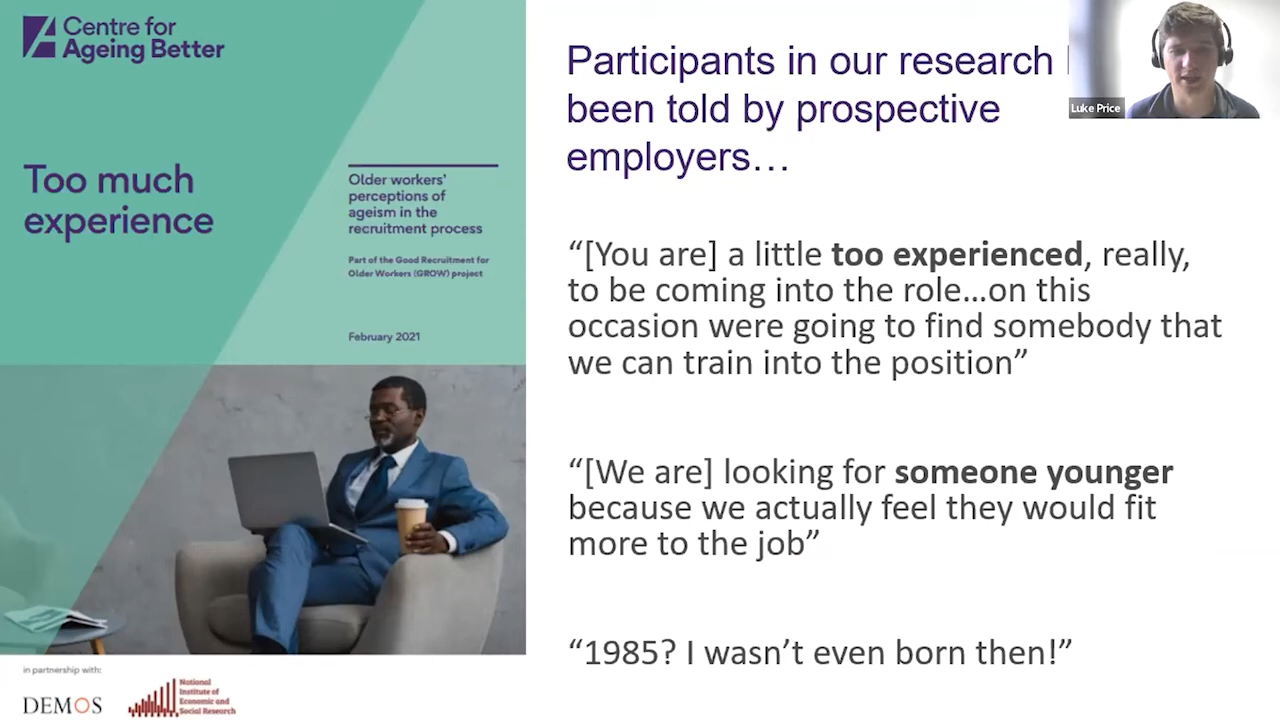 Centre for
Ageing Better
Too much
experience
Older workers'
perceptions of
ageism in the
recruitment process
Part of the Good Recruitment for
Older Workers (GROW) project
February 2021
in partnership with:
DEMOS
National
Institute of
Economic and
Social Research
Participants in our research
been told by prospective
employers…
“[You are] a little too experienced, really,
to be coming into the role…on this
occasion were going to find somebody that
we can train into the position”
“[We are] looking for someone younger
because we actually feel they would fit
more to the job”
“1985? I wasn’t even born then!”
Luke Price